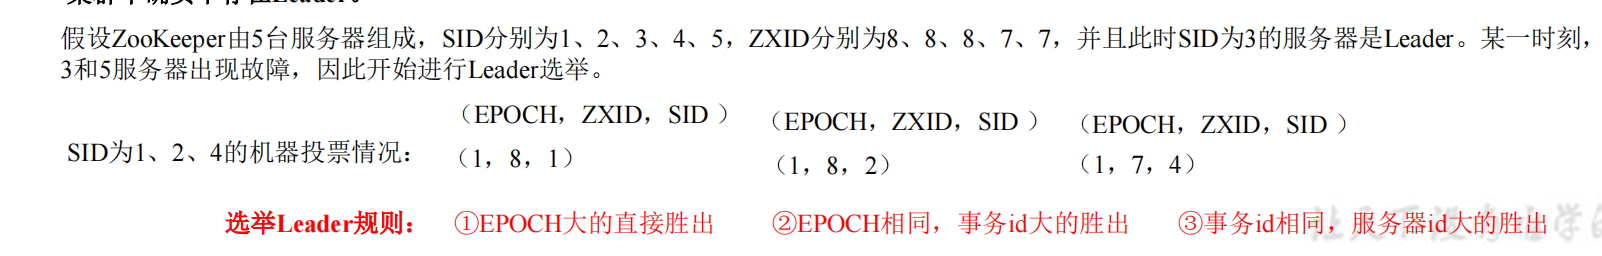 假设ZooKeeper由5台服务器组成，SID分别为1、2、3、4、5，ZXID分别为8、8、8、7、7，并且此时SID为3的服务器是Leader。某一时刻，
3和5服务器出现故障，因此开始进行Leader选举。
（EPOCH，ZXID，SID ） （EPOCH，ZXID，SID ） （EPOCH，ZXID，SID ）
SID为1、2、4的机器投票情况： （1，8，1） （1，8，2） （1，7，4）
选举Leader规则： ①EPOCH大的直接胜出 ②EPOCH相同，事务id大的胜出 ③事务id相同，服务器id大的胜出